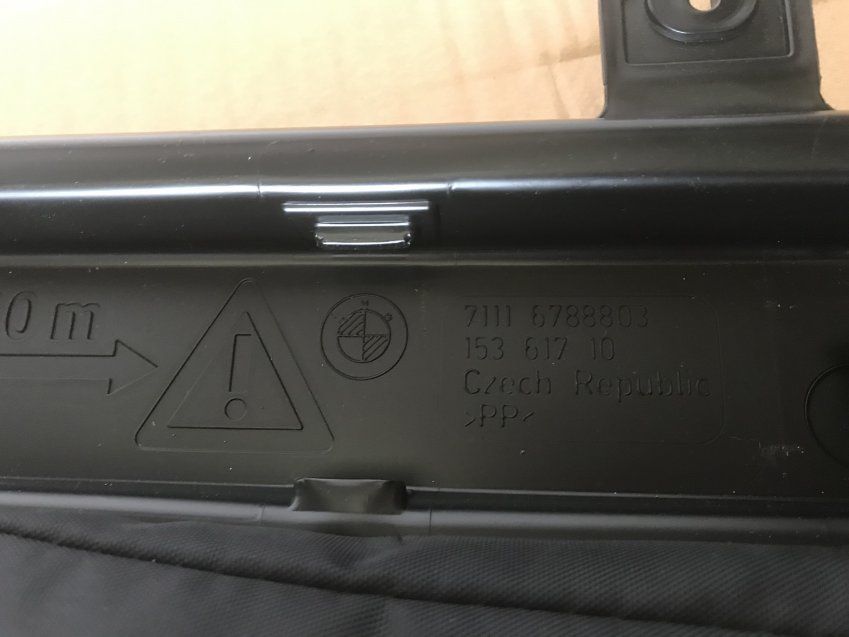 0 m
!
7111 6788803
153 617 10
Czech Republic
>PP<